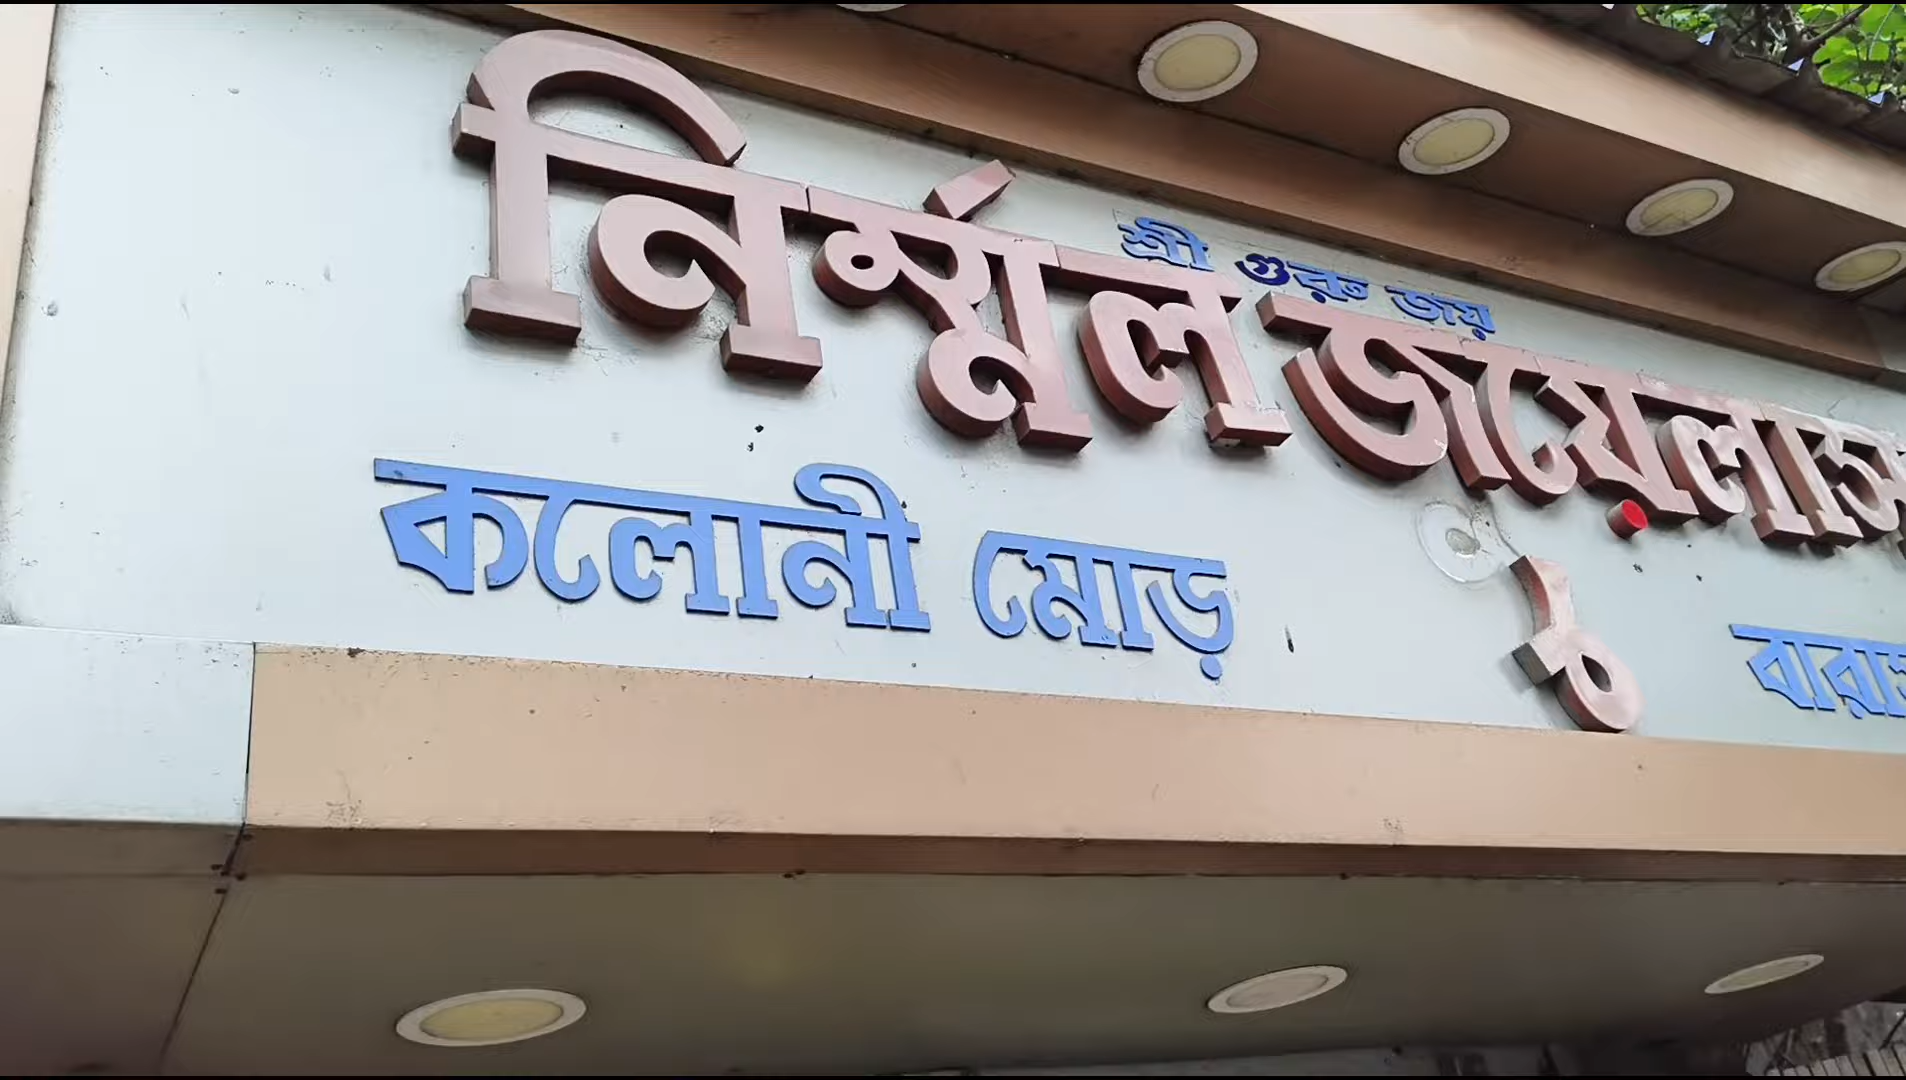 শ্রী গুরু জয়
নির্ম্মল জুয়েলার্স
কলোনী মোড়